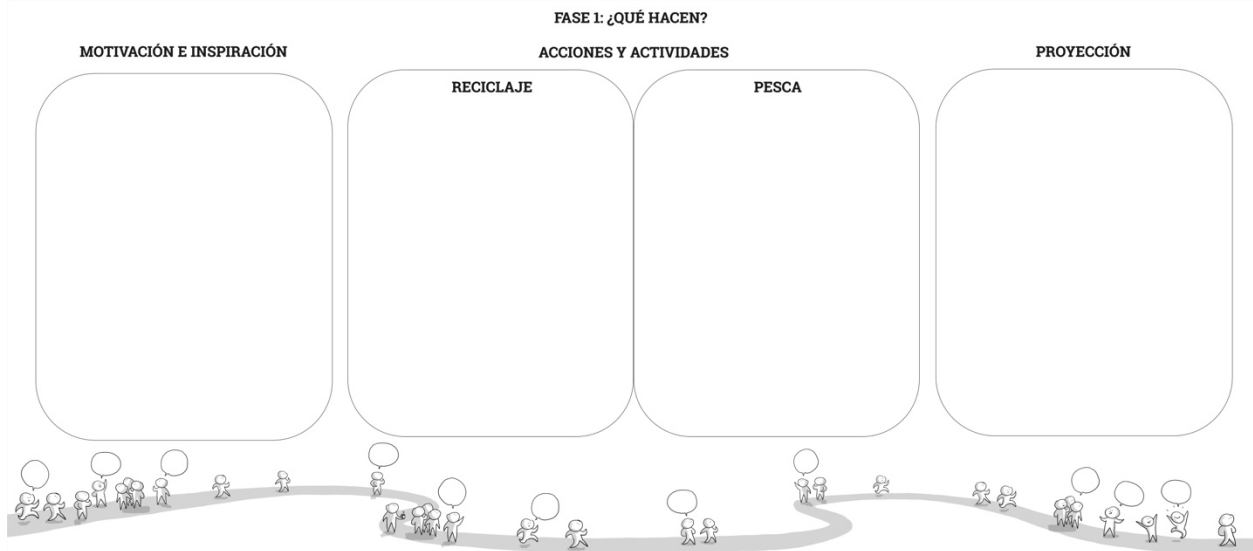 FASE 1: ¿QUÉ HACEN?
MOTIVACIÓN E INSPIRACIÓN
ACCIONES Y ACTIVIDADES
PROYECCIÓN
RECICLAJE
PESCA